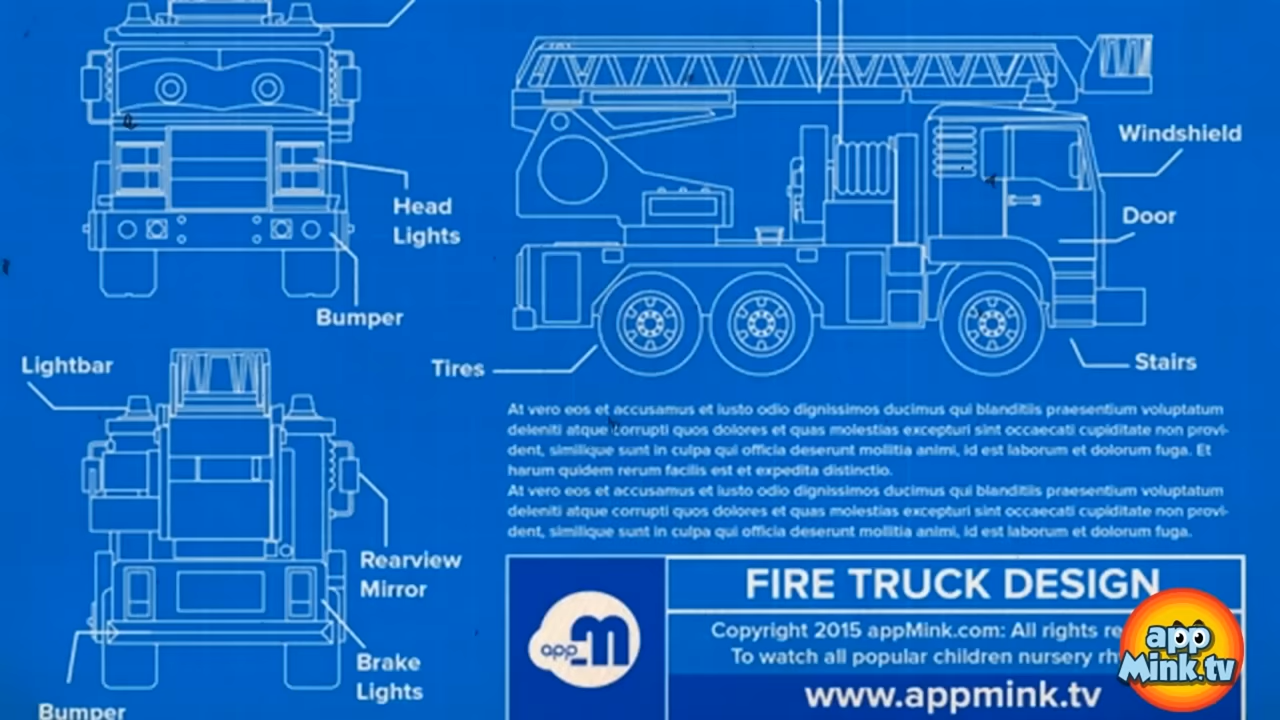 Windshield
Door
Head
Lights
Bumper
Tires
Stairs
Lightbar
Rearview
Mirror
Brake
Lights
Bumper
At vero eos et accusamus et iusto odio dignissimos ducimus qui blanditiis praesentium voluptatum
deleniti atque corrupti quos dolores et quas molestias excepturi sint occaecati cupiditate non provi-
dent, similique sunt in culpa qui officia deserunt mollitia animi, id est laborum et dolorum fuga. Et
harum quidem rerum facilis est et expedita distinctio.
At vero eos et accusamus et iusto odio dignissimos ducimus qui blanditiis praesentium voluptatum
deleniti atque corrupti quos dolores et quas molestias excepturi sint occaecati cupiditate non provi-
dent, similique sunt in culpa qui officia deserunt mollitia animi, id est laborum et dolorum fuga.
app m
FIRE TRUCK DESIGN
Copyright 2015 appMink.com: All rights
To watch all popular children nursery
www.appmink.tv
app
Mink.tv